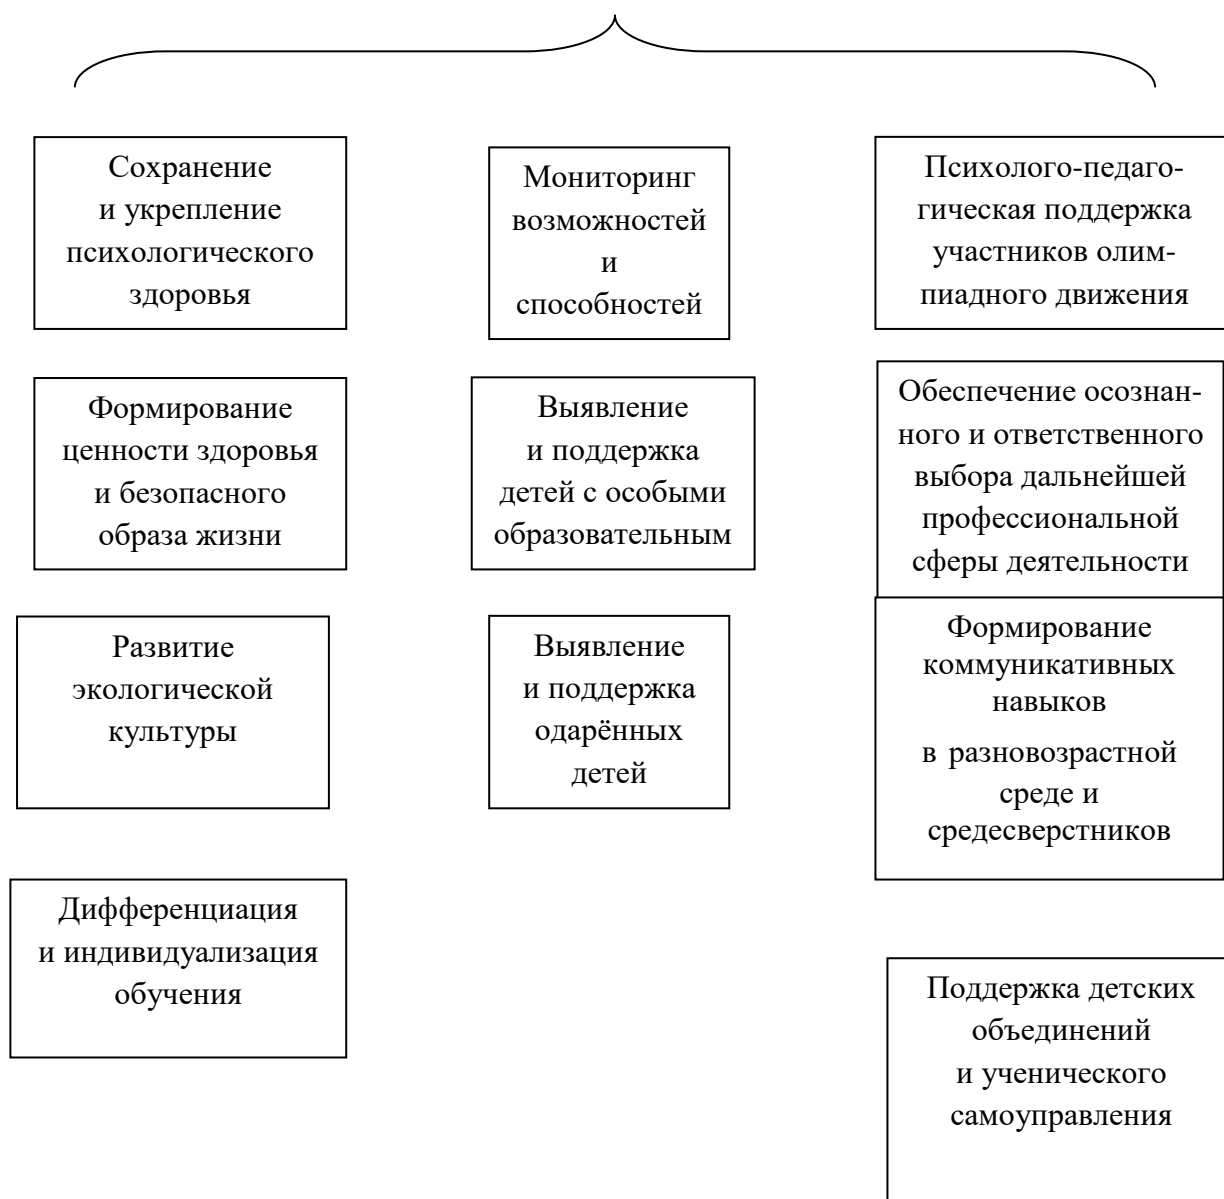 Сохранение
и укрепление
психологического
здоровья
Мониторинг
возможностей
и
способностей
Психолого-педаго-
гическая поддержка
участников олим-
пиадного движения
Формирование
ценности здоровья
и безопасного
образа жизни
Выявление
и поддержка
детей с особыми
образовательным
Обеспечение осознан-
ного и ответственного
выбора дальнейшей
профессиональной
сферы деятельности
Развитие
экологической
культуры
Выявление
и поддержка
одарённых
детей
Формирование
коммуникативных
навыков
в разновозрастной
среде и
средесверстников
Дифференциация
и индивидуализация
обучения
Поддержка детских
объединений
и ученического
самоуправления